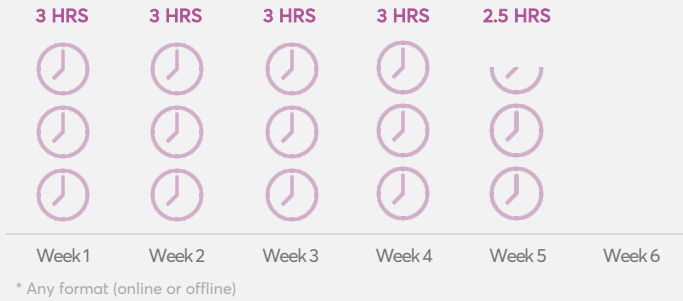 3 HRS 3 HRS 3 HRS 3 HRS 2.5 HRS
Week 1 Week 2 Week 3 Week 4 Week 5 Week 6
* Any format (online or offline)